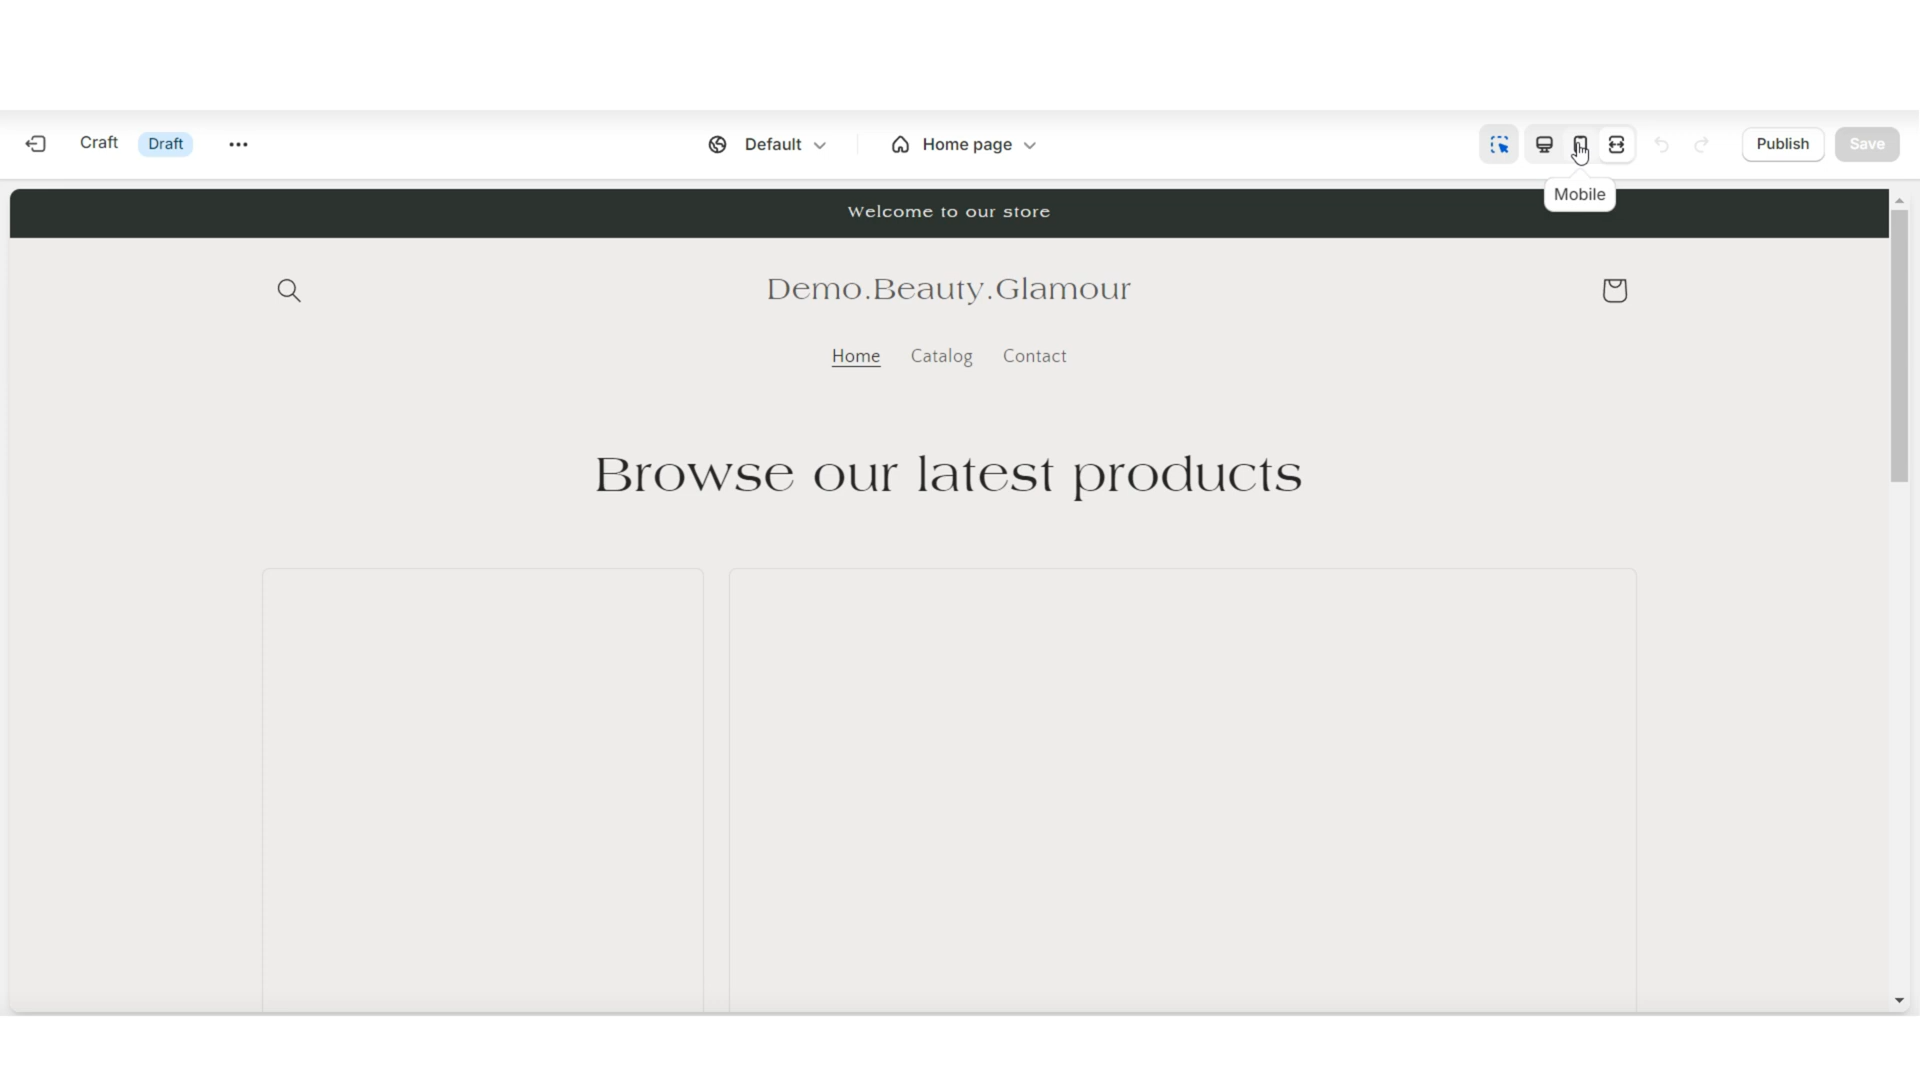 Craft Draft Default Home page Publish Save
Mobile
Welcome to our store
Demo.Beauty.Glamour
Home Catalog Contact
Browse our latest products